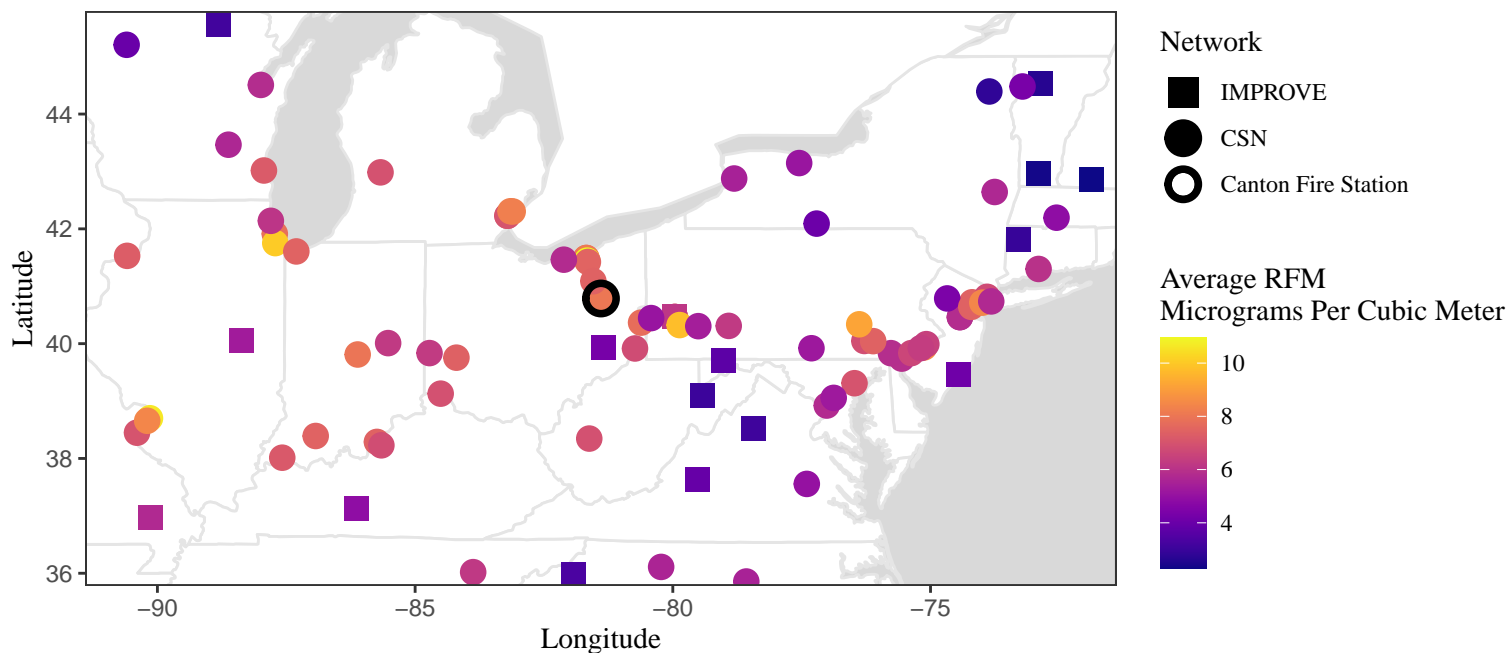 44
42
40
38
36
Latitude
−90
−85
−80
−75
Longitude
Network
IMPROVE
CSN
Canton Fire Station
Average RFM
Micrograms Per Cubic Meter
10
8
6
4